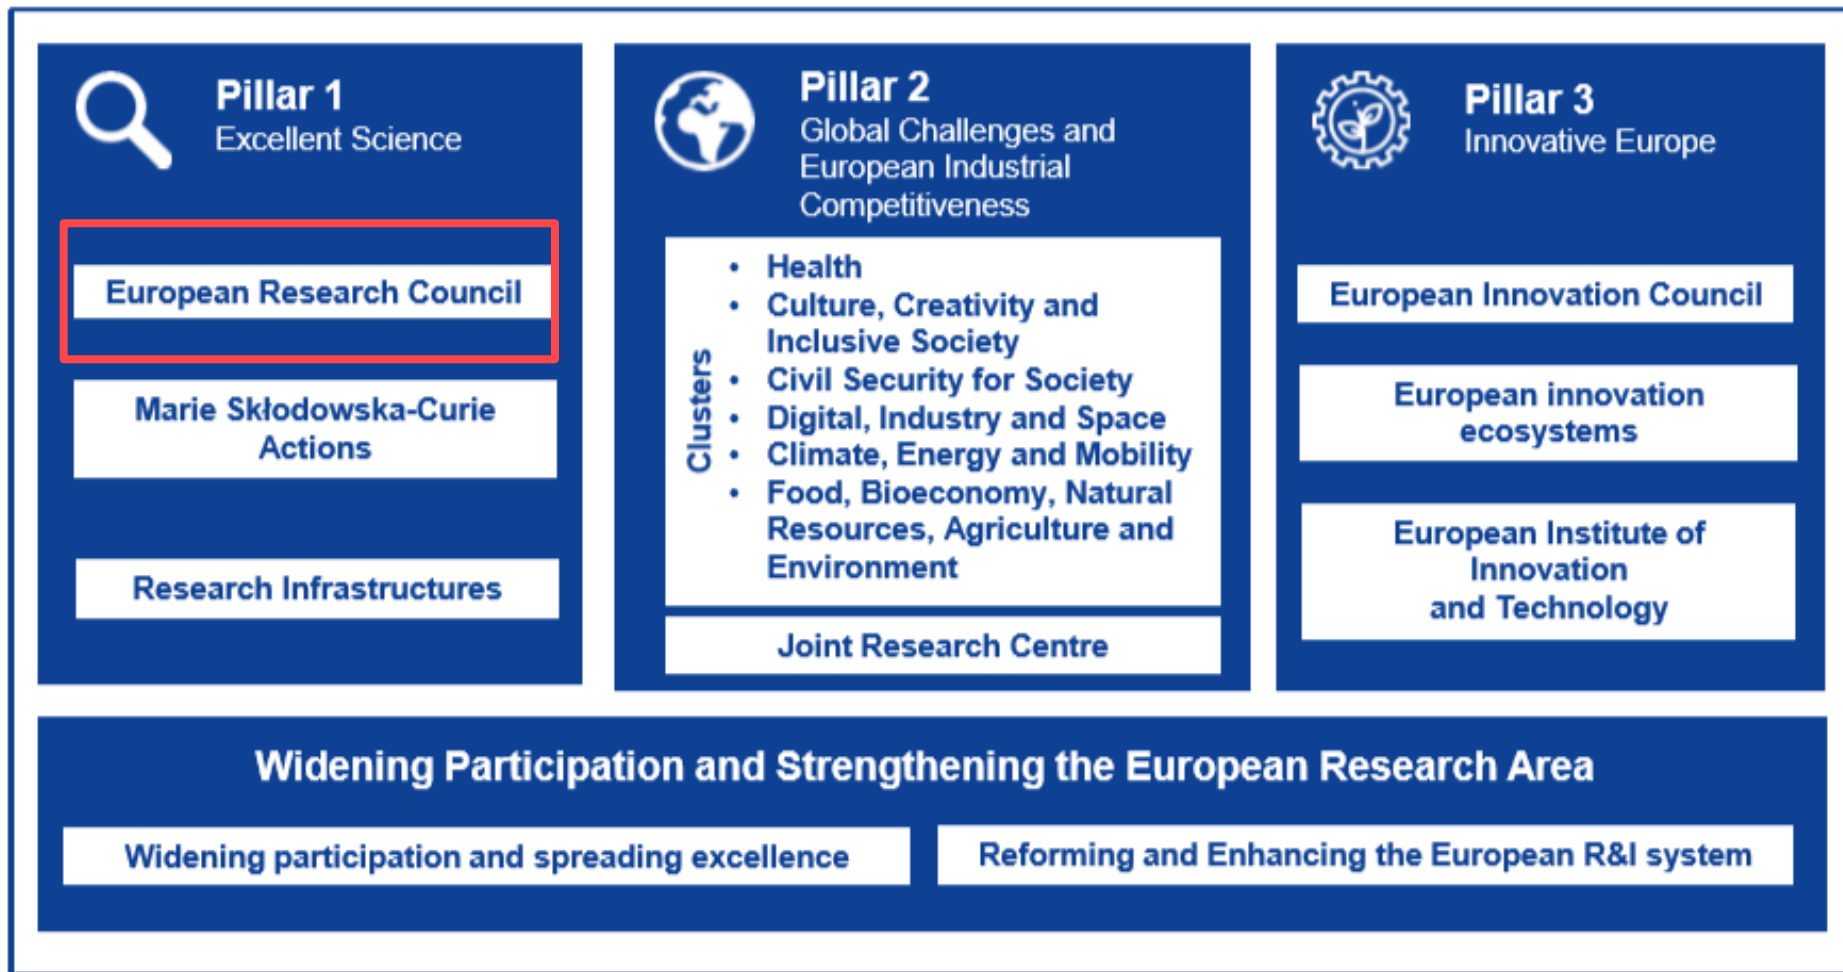 Pillar 1
Excellent Science
European Research Council
Marie Skłodowska-Curie
Actions
Research Infrastructures
Pillar 2
Global Challenges and
European Industrial
Competitiveness
Clusters
• Health
• Culture, Creativity and
Inclusive Society
• Civil Security for Society
• Digital, Industry and Space
• Climate, Energy and Mobility
• Food, Bioeconomy, Natural
Resources, Agriculture and
Environment
Joint Research Centre
Pillar 3
Innovative Europe
European Innovation Council
European innovation
ecosystems
European Institute of
Innovation
and Technology
Widening Participation and Strengthening the European Research Area
Widening participation and spreading excellence
Reforming and Enhancing the European R&I system